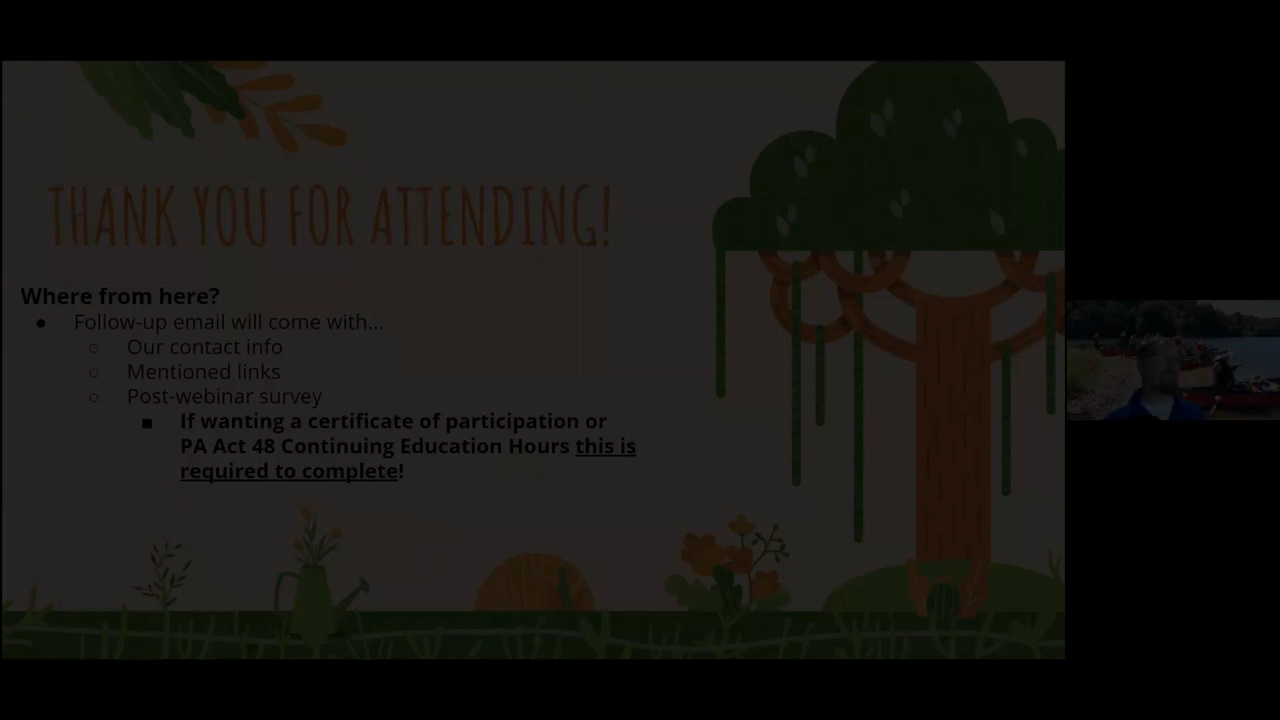 THANK YOU FOR ATTENDING!
Where from here?
● Follow-up email will come with...
○ Our contact info
○ Mentioned links
○ Post-webinar survey
■ If wanting a certificate of participation or
PA Act 48 Continuing Education Hours this is
required to complete!